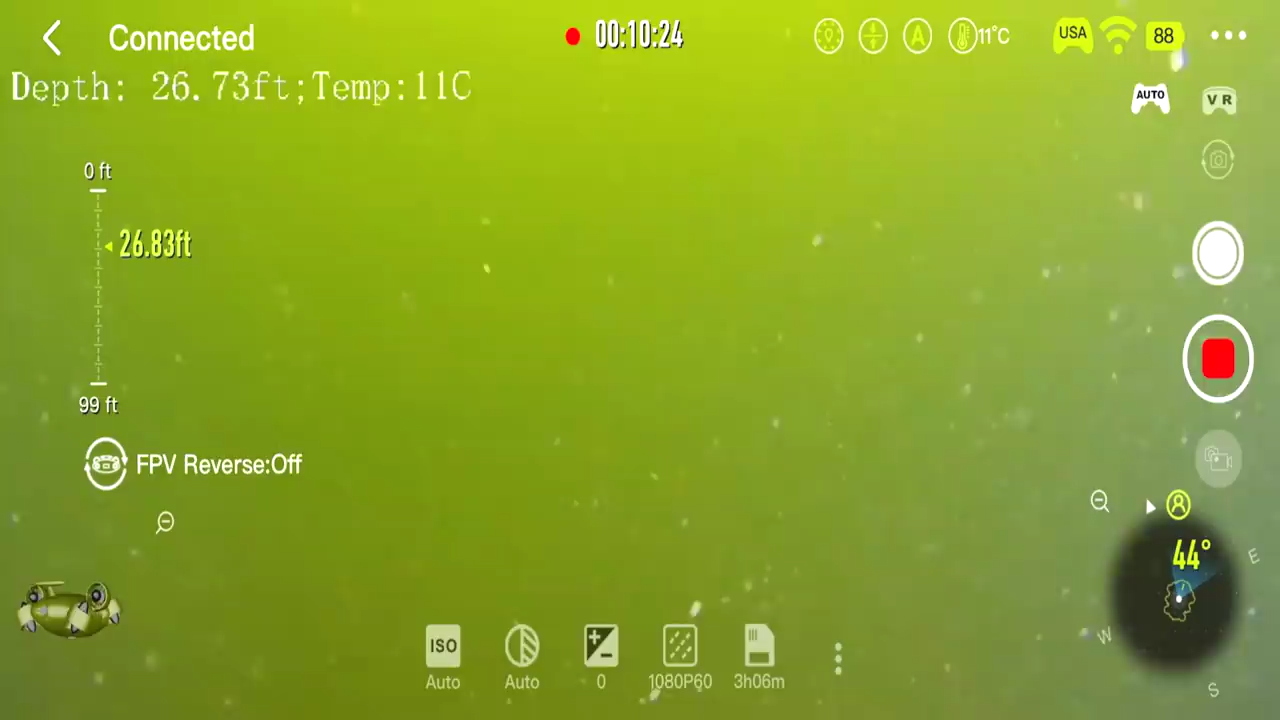 Connected
00:10:24
A
11°C
USA
88
Depth: 26.73ft;Temp:11C
AUTO
VR
0 ft
26.83ft
99 ft
FPV Reverse:Off
44°
E
W
S
ISO
Auto
Auto
0
1080P60
3h06m